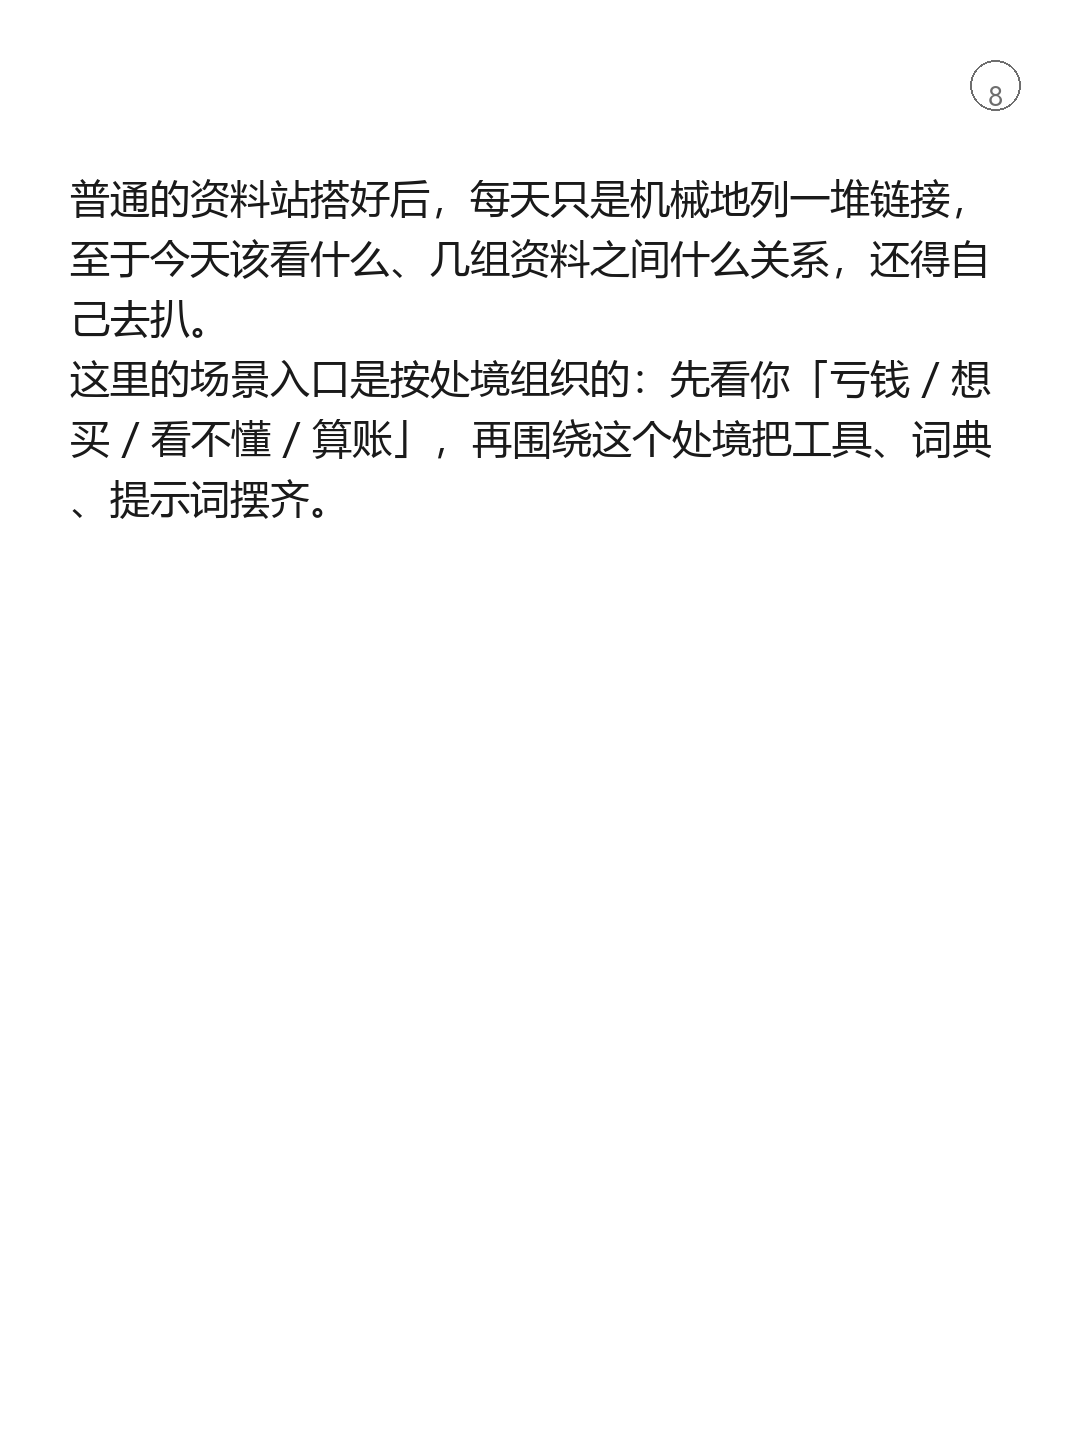 8
普通的资料站搭好后，每天只是机械地列一堆链接，
至于今天该看什么、几组资料之间什么关系，还得自
己去扒。
这里的场景入口是按处境组织的：先看你「亏钱 / 想
买 / 看不懂 / 算账」，再围绕这个处境把工具、词典
、提示词摆齐。